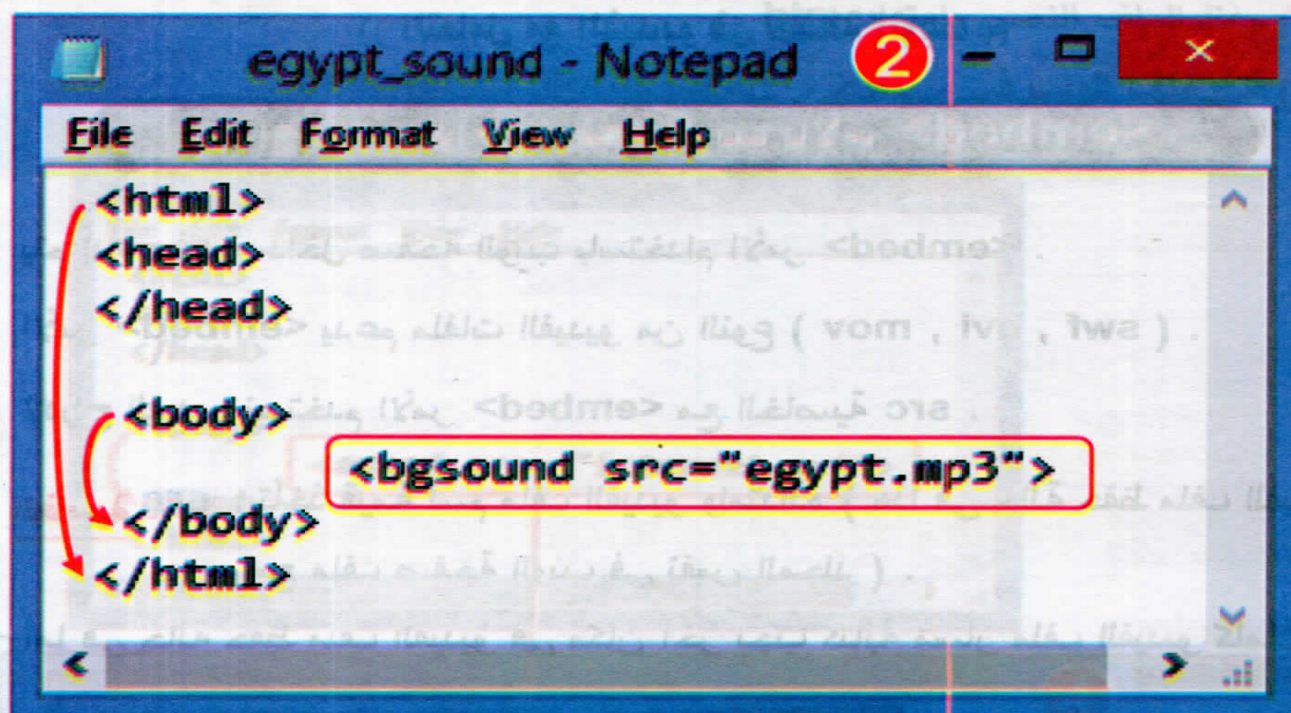 egypt_sound - Notepad 2
File Edit Format View Help
<html>
<head>
</head>
<body>
<bgsound src="egypt.mp3">
</body>
</html>